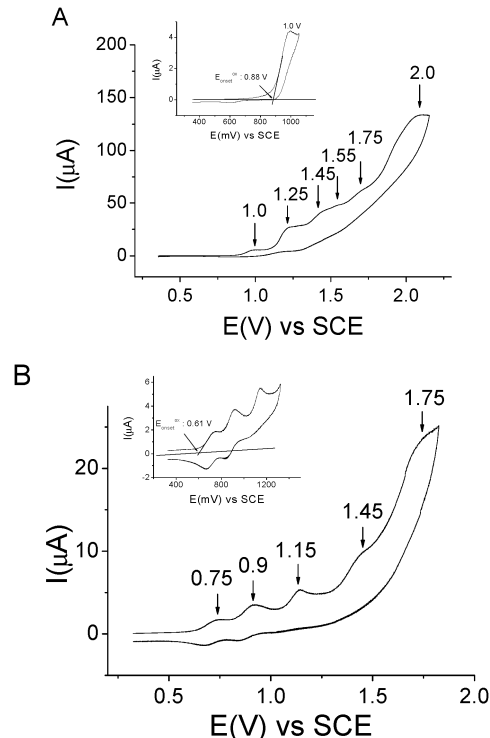 A
1.0 V
I(µA)
4
2
0
E onset ox : 0.88 V
400 600 800 1000
E(mV) vs SCE
I(µA)
200
150
100
50
0
1.0
1.25
1.45
1.55
1.75
2.0
0.5 1.0 1.5 2.0
E(V) vs SCE
B
I(µA)
6
4
2
0
-2
E onset ox : 0.61 V
400 800 1200
E(mV) vs SCE
I(µA)
20
10
0
0.75
0.9
1.15
1.45
1.75
0.5 1.0 1.5 2.0
E(V) vs SCE